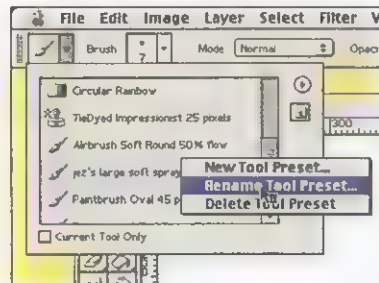 File Edit Image Layer Select Filter V
Brush 7 Mode Normal Opac
Circular Rainbow
TieDyed Impressionist 25 pixels
300
Airbrush Soft Round 50% flow
jez's large soft spray
New Tool Preset...
Rename Tool Preset...
Paintbrush Oval 45 p
Delete Tool Preset
Current Tool Only